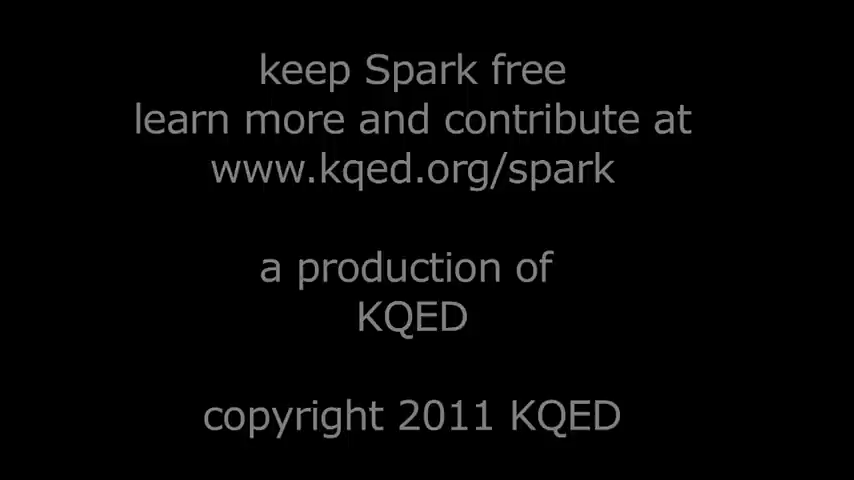 keep Spark free
learn more and contribute at
www.kqed.org/spark
a production of
KQED
copyright 2011 KQED